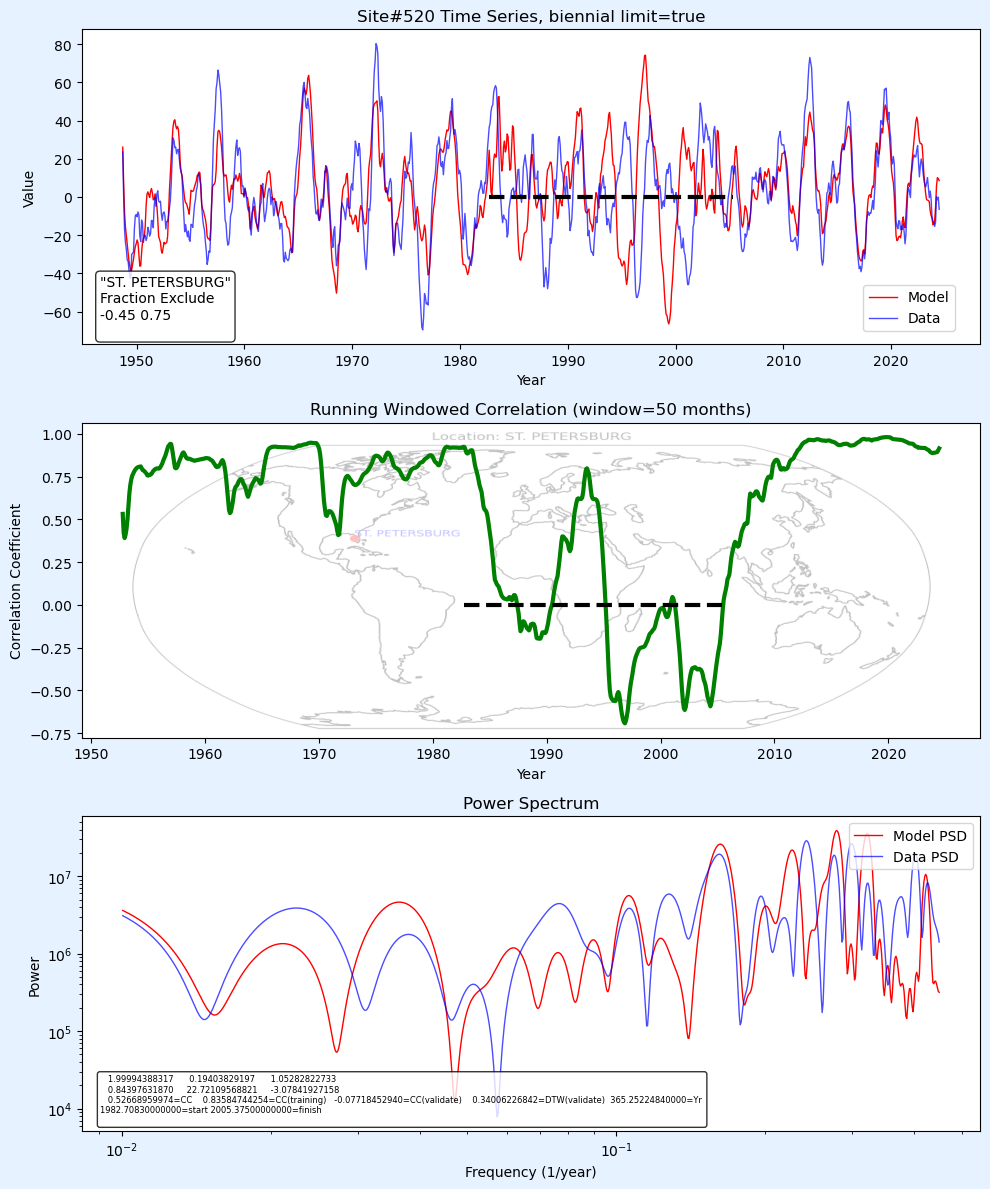 Site#520 Time Series, biennial limit=true
80
60
40
20
0
−20
−40
−60
Value
"ST. PETERSBURG"
Fraction Exclude
-0.45 0.75
Model
Data
1950
1960
1970
1980
1990
2000
2010
2020
Year
Running Windowed Correlation (window=50 months)
Location: ST. PETERSBURG
ST. PETERSBURG
1.00
0.75
0.50
0.25
0.00
−0.25
−0.50
−0.75
Correlation Coefficient
1950
1960
1970
1980
1990
2000
2010
2020
Year
Power Spectrum
Model PSD
Data PSD
10^7
10^6
10^5
10^4
Power
1.99994388317 0.19403829197 1.05282822733
0.84397631870 22.72109568821 -3.07841927158
0.52668959974=CC 0.83584744254=CC(training) -0.07718452940=CC(validate) 0.34006226842=DTW(validate) 365.25224840000=Yr
1982.70830000000=start 2005.37500000000=finish
10^−2
10^−1
Frequency (1/year)